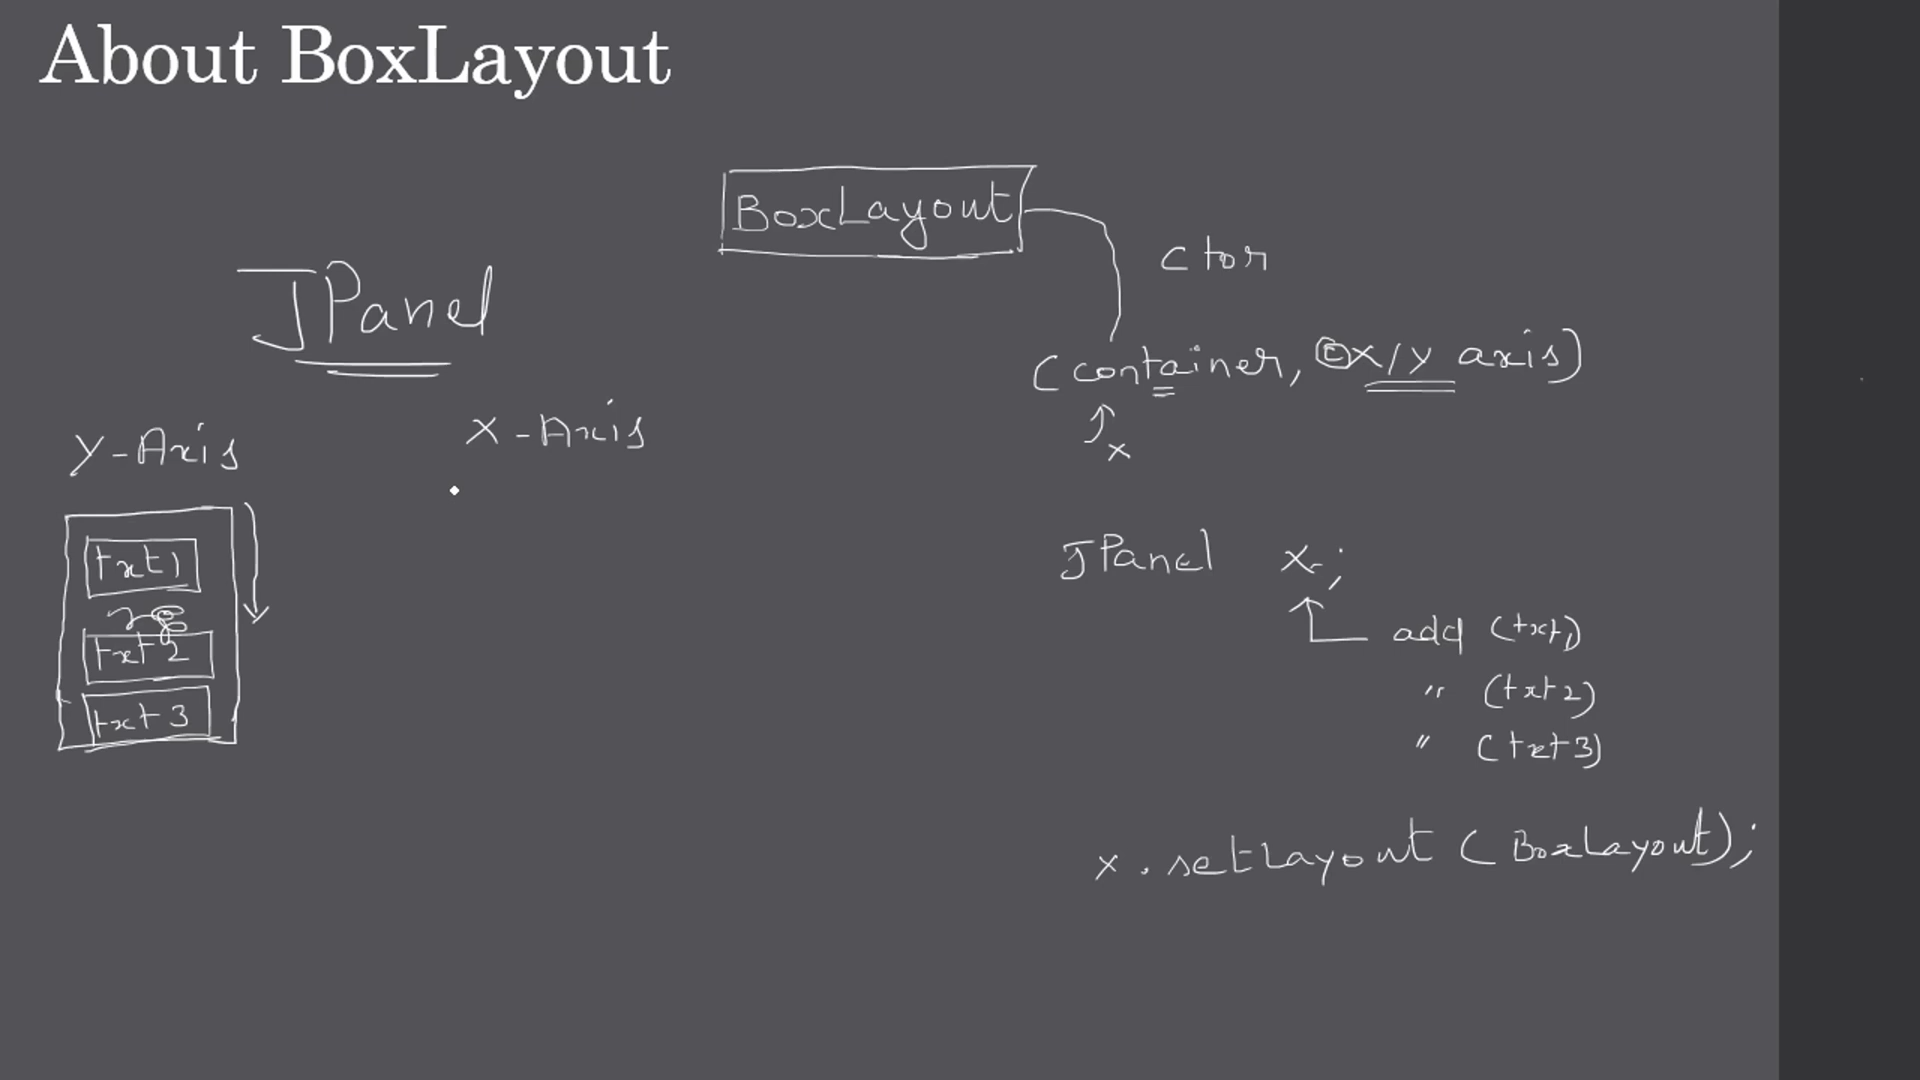 About BoxLayout
BoxLayout
ctor
JPanel
(container, x/y axis)
x
Y-Axis
X-Axis
txt1
txt2
txt3
JPanel x;
add (txt1)
" (txt2)
" (txt3)
x.setLayout (BoxLayout);